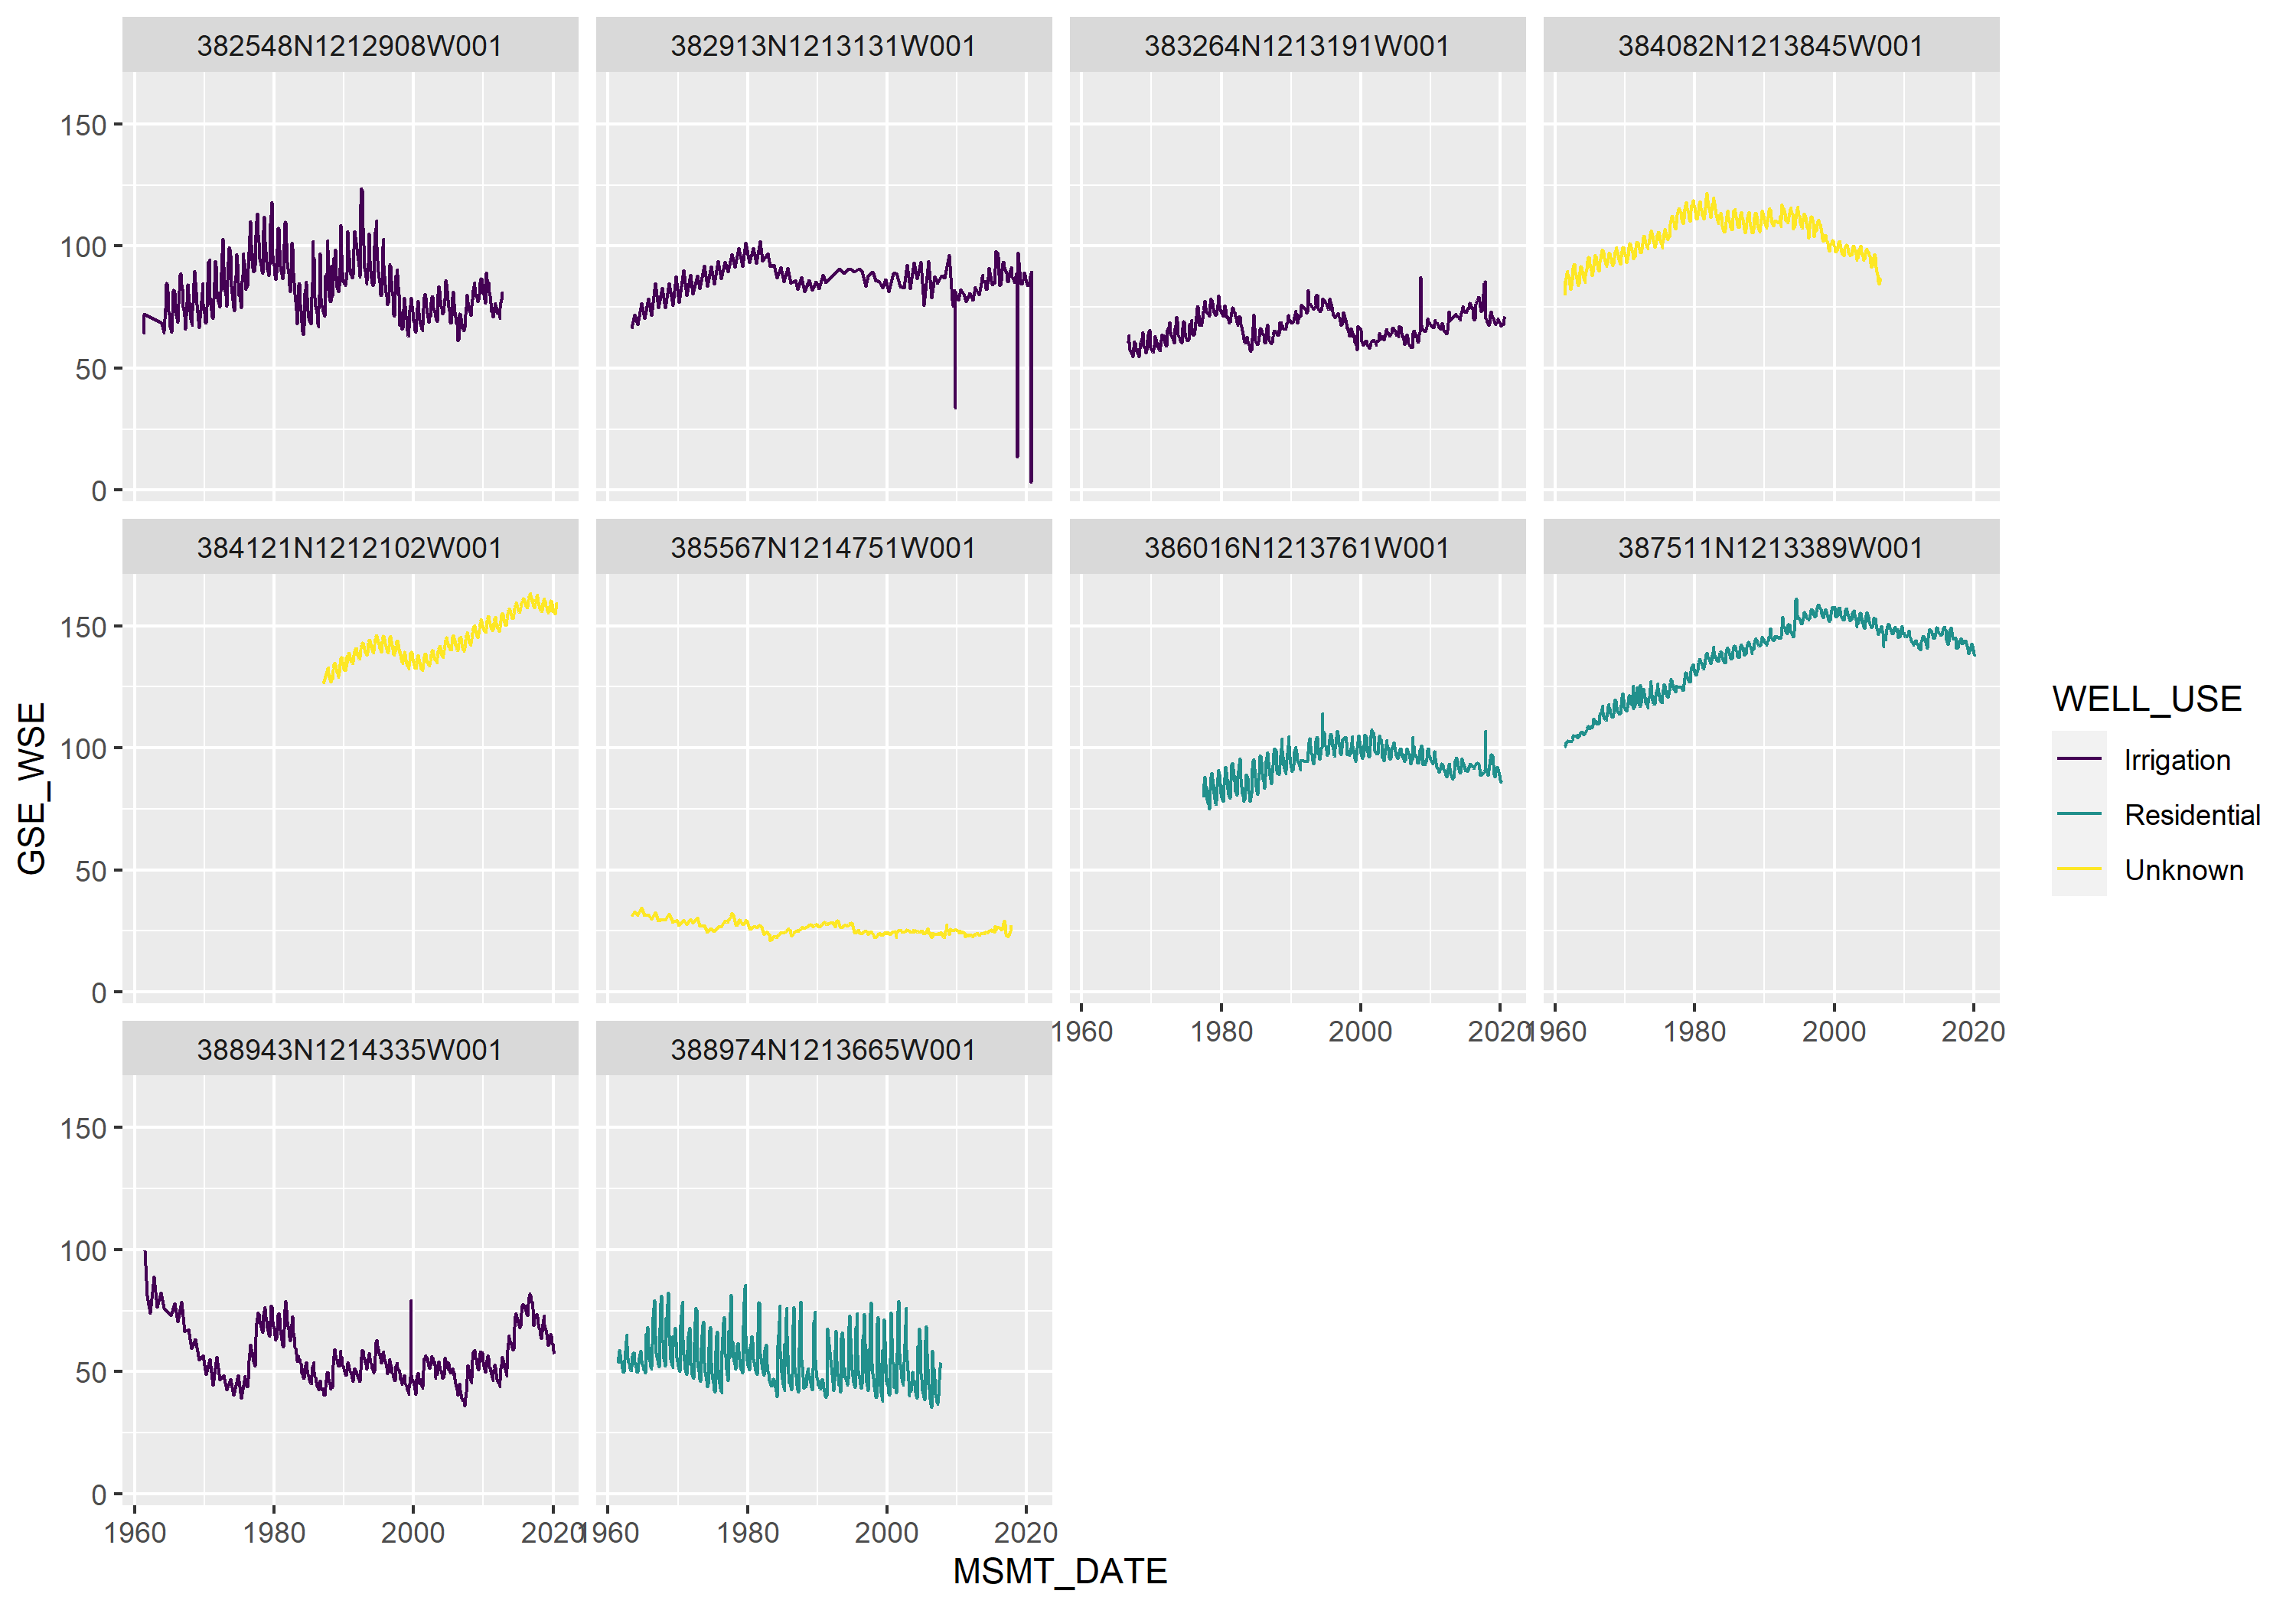 382548N1212908W001
382913N1213131W001
383264N1213191W001
384082N1213845W001
150
100
50
0
384121N1212102W001
385567N1214751W001
386016N1213761W001
387511N1213389W001
150
100
50
0
1960
1980
2000
2020
1960
1980
2000
2020
388943N1214335W001
388974N1213665W001
150
100
50
0
1960
1980
2000
2020
1960
1980
2000
2020
MSMT_DATE
GSE_WSE
WELL_USE
Irrigation
Residential
Unknown